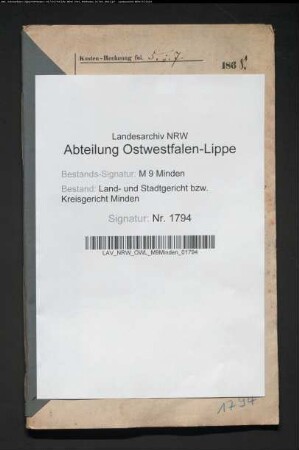 Kosten-Rechnung fol.
186
Landesarchiv NRW
Abteilung Ostwestfalen-Lippe
Bestands-Signatur: M 9 Minden
Bestand: Land- und Stadtgericht bzw.
Kreisgericht Minden
Signatur: Nr. 1794
LAV_NRW_OWL_M9Minden_01794
1794